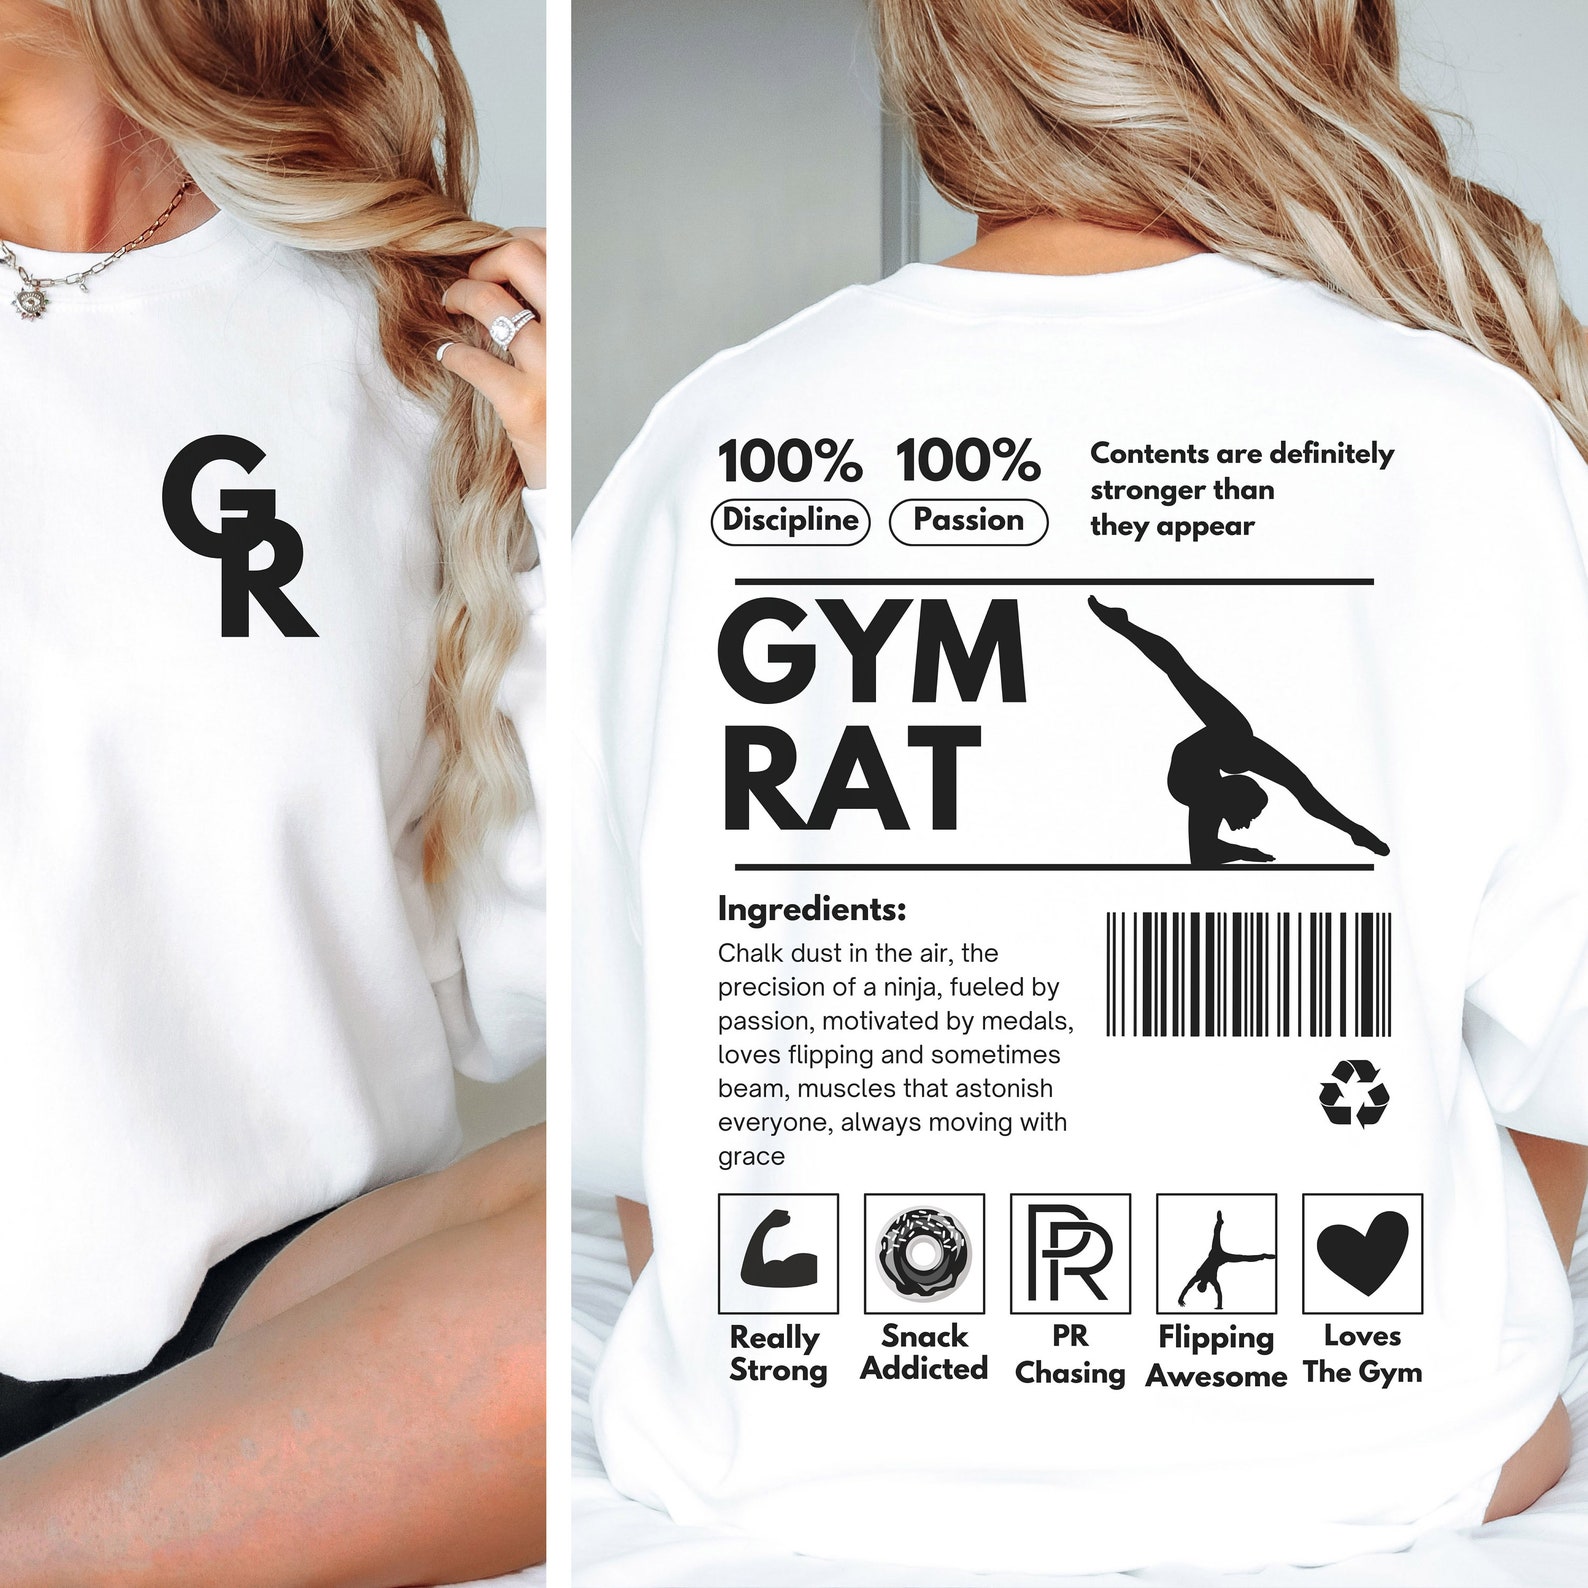 GR
100% 100%
Discipline Passion
Contents are definitely
stronger than
they appear
GYM
RAT
Ingredients:
Chalk dust in the air, the
precision of a ninja, fueled by
passion, motivated by medals,
loves flipping and sometimes
beam, muscles that astonish
everyone, always moving with
grace
PR
Really
Strong
Snack
Addicted
PR
Chasing
Flipping
Awesome
Loves
The Gym